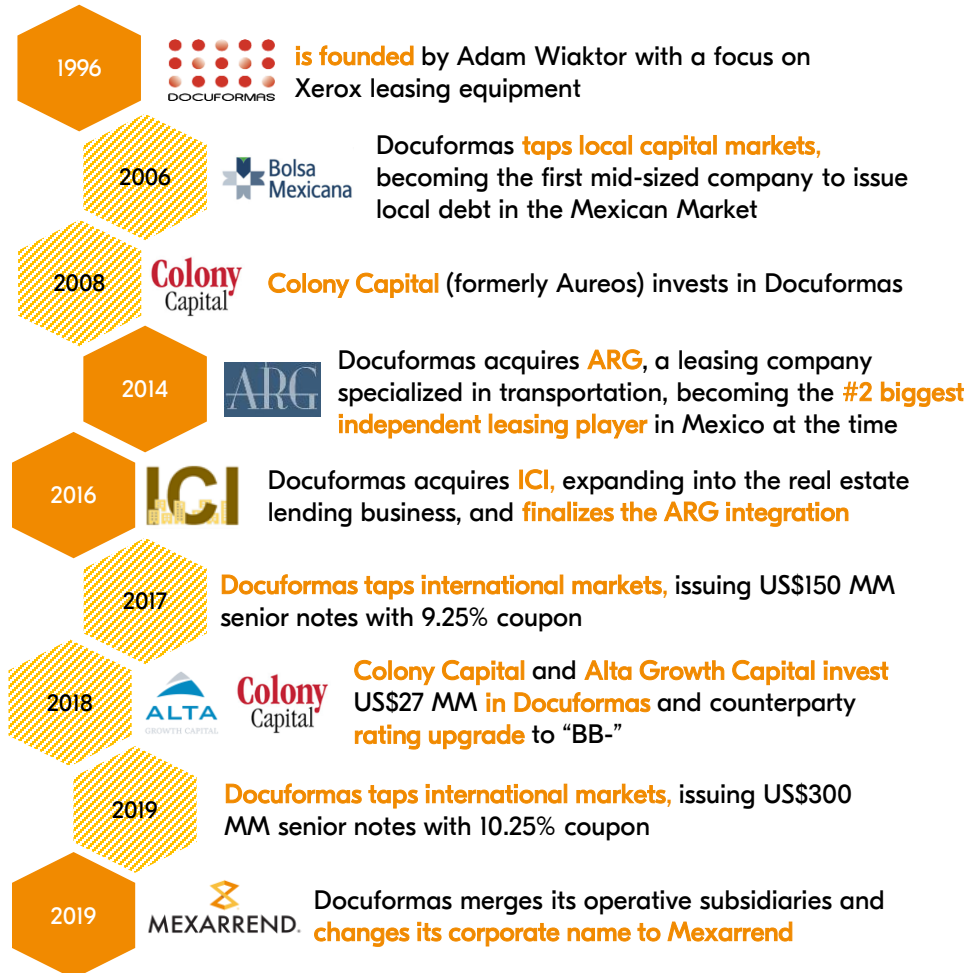 1996
DOCUFORMAS
is founded by Adam Wiaktor with a focus on
Xerox leasing equipment
2006
Bolsa
Mexicana
Docuformas taps local capital markets,
becoming the first mid-sized company to issue
local debt in the Mexican Market
2008
Colony
Capital
Colony Capital (formerly Aureos) invests in Docuformas
2014
ARG
Docuformas acquires ARG, a leasing company
specialized in transportation, becoming the #2 biggest
independent leasing player in Mexico at the time
2016
ICI
Docuformas acquires ICI, expanding into the real estate
lending business, and finalizes the ARG integration
2017
Docuformas taps international markets, issuing US$150 MM
senior notes with 9.25% coupon
2018
ALTA
GROWTH CAPITAL
Colony
Capital
Colony Capital and Alta Growth Capital invest
US$27 MM in Docuformas and counterparty
rating upgrade to “BB-”
2019
Docuformas taps international markets, issuing US$300
MM senior notes with 10.25% coupon
2019
MEXARREND.
Docuformas merges its operative subsidiaries and
changes its corporate name to Mexarrend